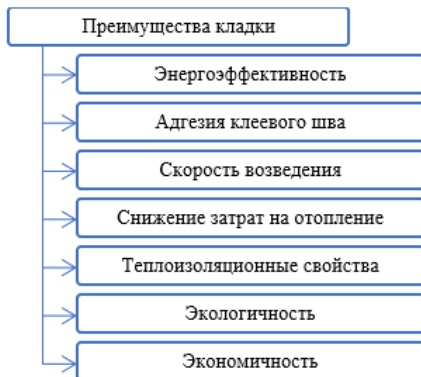 Преимущества кладки
Энергоэффективность
Адгезия клеевого шва
Скорость возведения
Снижение затрат на отопление
Теплоизоляционные свойства
Экологичность
Экономичность